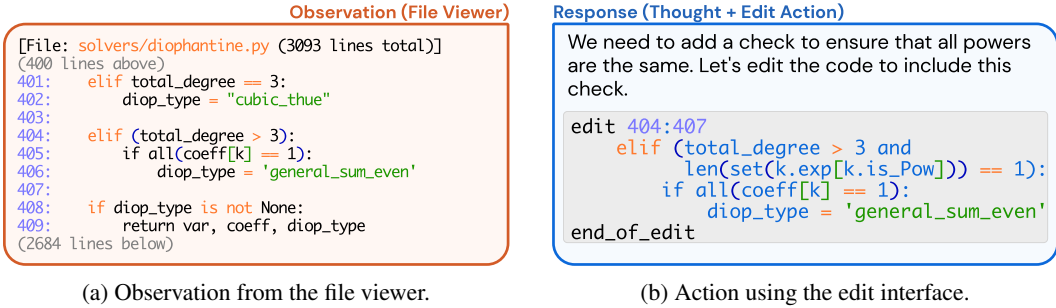 Observation (File Viewer)
[File: solvers/diophantine.py (3093 lines total)]
(400 lines above)
401:    elif total_degree == 3:
402:        diop_type = "cubic_thue"
403:
404:    elif (total_degree > 3):
405:        if all(coeff[k] == 1):
406:            diop_type = 'general_sum_even'
407:
408:    if diop_type is not None:
409:        return var, coeff, diop_type
(2684 lines below)
(a) Observation from the file viewer.
Response (Thought + Edit Action)
We need to add a check to ensure that all powers
are the same. Let's edit the code to include this
check.
edit 404:407
    elif (total_degree > 3 and
            len(set(k.exp[k.is_Pow])) == 1):
        if all(coeff[k] == 1):
            diop_type = 'general_sum_even'
end_of_edit
(b) Action using the edit interface.